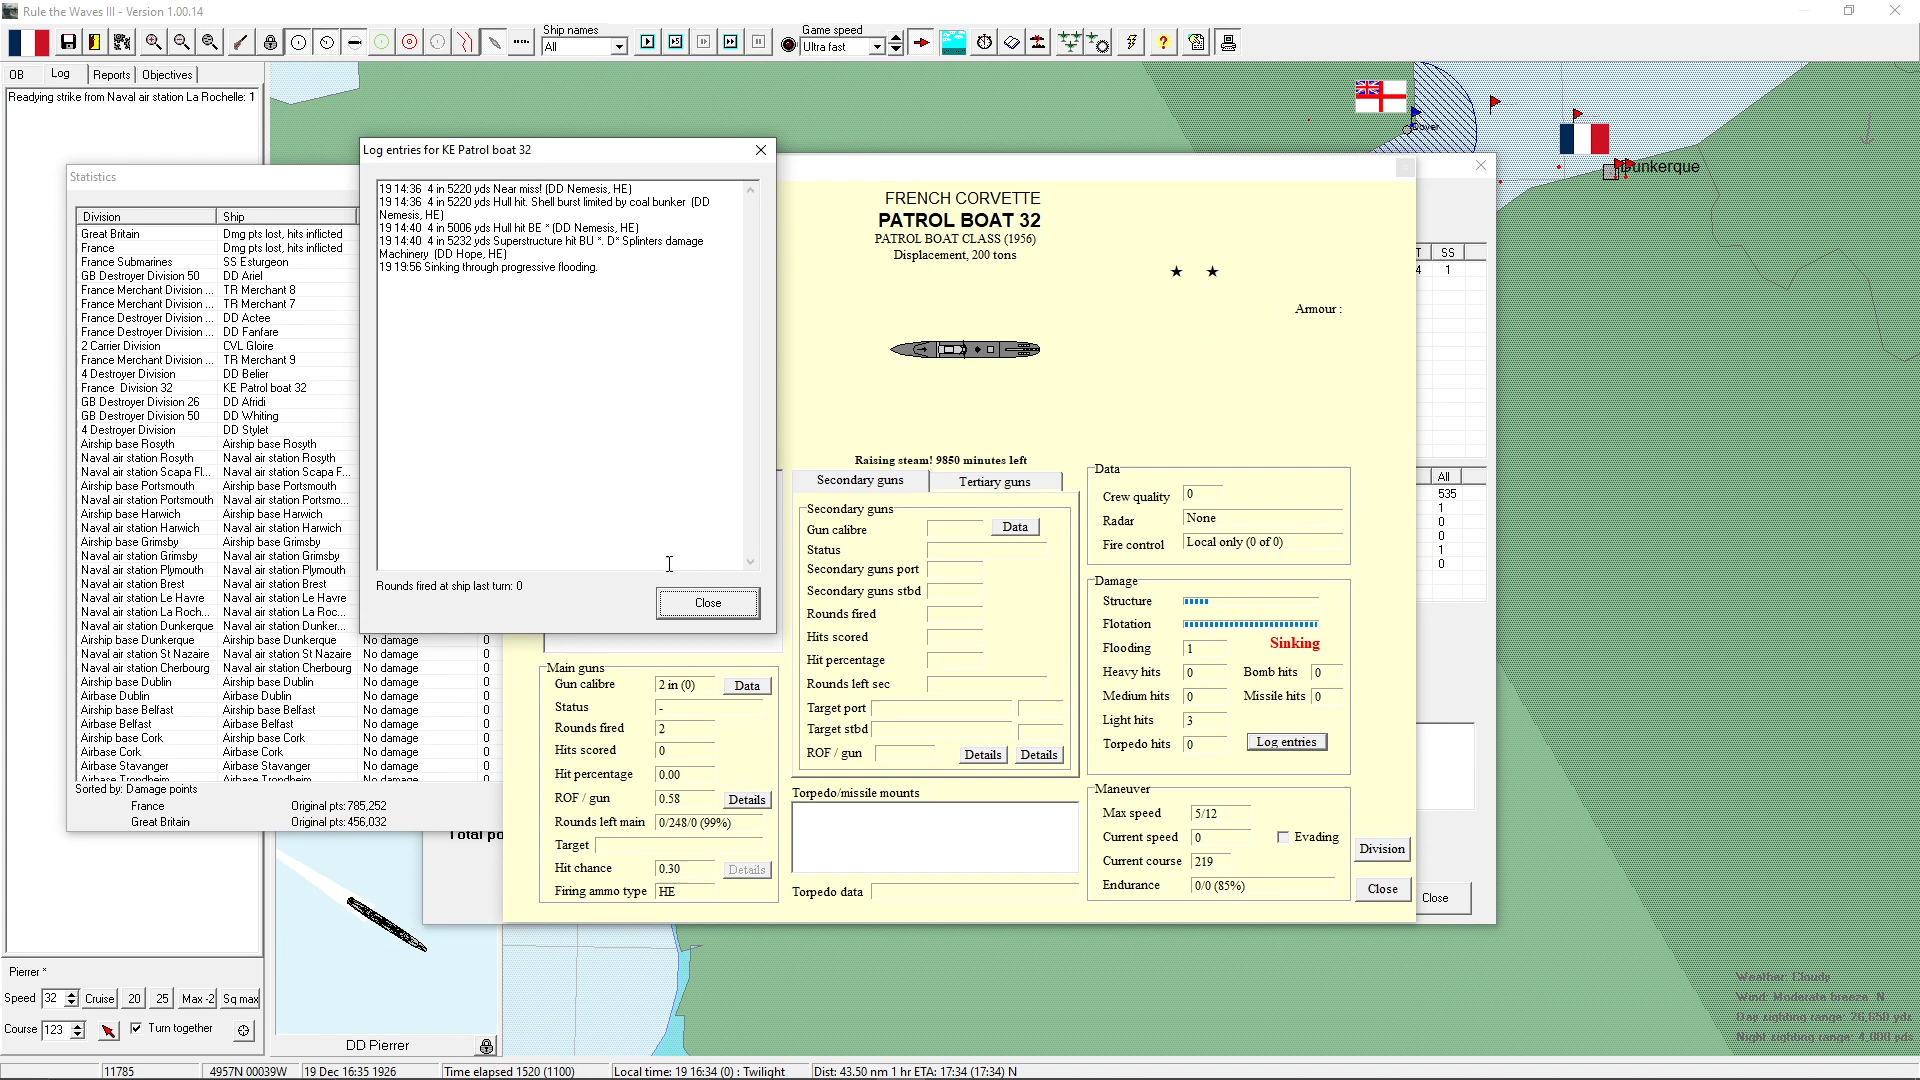 Rule the Waves III - Version 1.00.14
Ship names
All
Game speed
Ultra fast
OB
Log
Reports
Objectives
Readying strike from Naval air station La Rochelle: 1
Dover
Dunkerque
Log entries for KE Patrol boat 32
19 14:36 4 in 5220 yds Near miss! (DD Nemesis, HE)
19 14:36 4 in 5220 yds Hull hit. Shell burst limited by coal bunker (DD
Nemesis, HE)
19 14:40 4 in 5006 yds Hull hit BE * (DD Nemesis, HE)
19 14:40 4 in 5232 yds Superstructure hit BU *. D* Splinters damage
Machinery (DD Hope, HE)
19 19:56 Sinking through progressive flooding.
Rounds fired at ship last turn: 0
Close
Statistics
Division Ship
Great Britain Dmg pts lost, hits inflicted
France Dmg pts lost, hits inflicted
France Submarines SS Esturgeon
GB Destroyer Division 50 DD Ariel
France Merchant Division ... TR Merchant 8
France Merchant Division ... TR Merchant 7
France Destroyer Division ... DD Actee
France Destroyer Division ... DD Fanfare
2 Carrier Division CVL Gloire
France Merchant Division ... TR Merchant 9
4 Destroyer Division DD Belier
France Division 32 KE Patrol boat 32
GB Destroyer Division 26 DD Afridi
GB Destroyer Division 50 DD Whiting
4 Destroyer Division DD Stylet
Airship base Rosyth Airship base Rosyth
Naval air station Rosyth Naval air station Rosyth
Naval air station Scapa Fl... Naval air station Scapa F...
Airship base Portsmouth Airship base Portsmouth
Naval air station Portsmouth Naval air station Portsmo...
Airship base Harwich Airship base Harwich
Naval air station Harwich Naval air station Harwich
Airship base Grimsby Airship base Grimsby
Naval air station Grimsby Naval air station Grimsby
Naval air station Plymouth Naval air station Plymouth
Naval air station Brest Naval air station Brest
Naval air station Le Havre Naval air station Le Havre
Naval air station La Roch... Naval air station La Roc...
Naval air station Dunkerque Naval air station Dunker...
Airship base Dunkerque Airship base Dunkerque No damage 0
Naval air station St Nazaire Naval air station St Nazaire No damage 0
Naval air station Cherbourg Naval air station Cherbourg No damage 0
Airship base Dublin Airship base Dublin No damage 0
Airbase Dublin Airbase Dublin No damage 0
Airship base Belfast Airship base Belfast No damage 0
Airbase Belfast Airbase Belfast No damage 0
Airship base Cork Airship base Cork No damage 0
Airbase Cork Airbase Cork No damage 0
Airbase Stavanger Airbase Stavanger No damage 0
Airbase Trondheim Airbase Trondheim No damage 0
Sorted by: Damage points
France Original pts: 785,252
Great Britain Original pts: 456,032
FRENCH CORVETTE
PATROL BOAT 32
PATROL BOAT CLASS (1956)
Displacement, 200 tons
★ ★
Armour :
Raising steam! 9850 minutes left
Secondary guns
Tertiary guns
Secondary guns
Gun calibre Data
Status
Secondary guns port
Secondary guns stbd
Rounds fired
Hits scored
Hit percentage
Rounds left sec
Target port
Target stbd
ROF / gun Details Details
Torpedo/missile mounts
Torpedo data
Main guns
Gun calibre 2 in (0) Data
Status -
Rounds fired 2
Hits scored 0
Hit percentage 0.00
ROF / gun 0.58 Details
Rounds left main 0/248/0 (99%)
Target
Hit chance 0.30 Details
Firing ammo type HE
Data
Crew quality 0
Radar None
Fire control Local only (0 of 0)
Damage
Structure
Flotation
Flooding 1 Sinking
Heavy hits 0 Bomb hits 0
Medium hits 0 Missile hits 0
Light hits 3
Torpedo hits 0 Log entries
Maneuver
Max speed 5/12
Current speed 0 Evading
Current course 219
Endurance 0/0 (85%)
Division
Close
T SS
4 1
All
535
1
0
0
1
0
Close
Total po
Pierrer *
Speed 32 Cruise 20 25 Max -2 Sq max
Course 123 Turn together
DD Pierrer
Weather: Cloudy
Wind: Moderate breeze N
Day sighting range: 26,650 yds
Night sighting range: 4,000 yds
11785 4957N 00039W 19 Dec 16:35 1926 Time elapsed 1520 (1100) Local time: 19 16:34 (0) : Twilight Dist: 43.50 nm 1 hr ETA: 17:34 (17:34) N